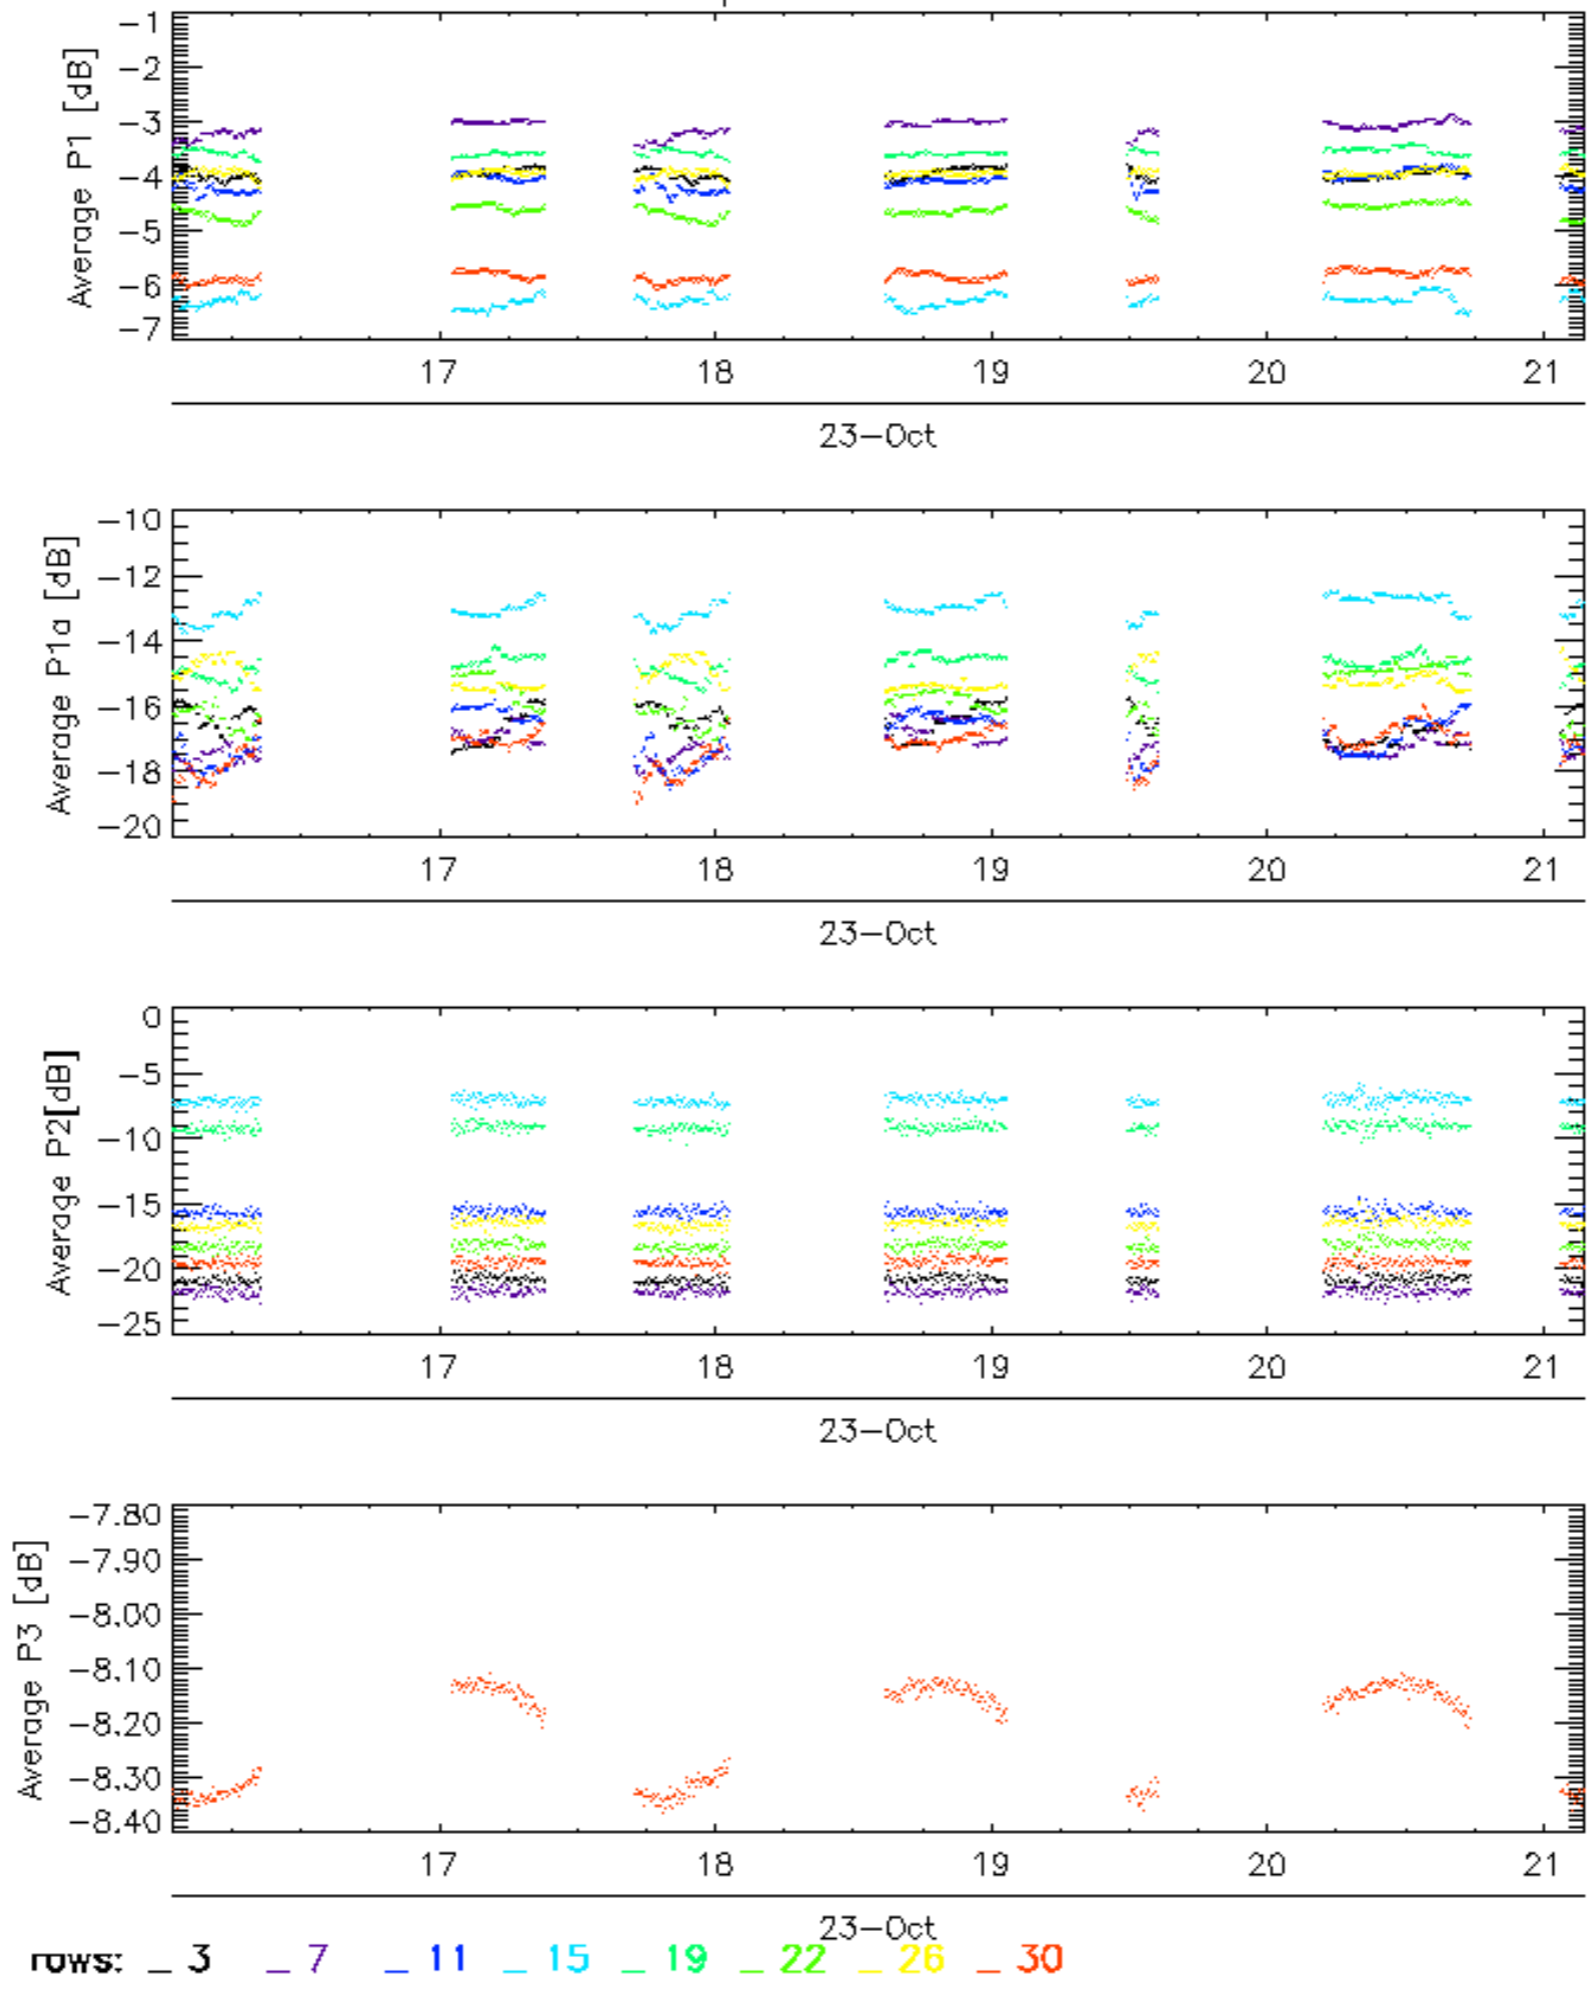 Average P1 [dB]
-1
-2
-3
-4
-5
-6
-7
17 18 19 20 21
23-Oct
Average P1a [dB]
-10
-12
-14
-16
-18
-20
17 18 19 20 21
23-Oct
Average P2[dB]
0
-5
-10
-15
-20
-25
17 18 19 20 21
23-Oct
Average P3 [dB]
-7.80
-7.90
-8.00
-8.10
-8.20
-8.30
-8.40
17 18 19 20 21
23-Oct
rows: _ 3 _ 7 _ 11 _ 15 _ 19 _ 22 _ 26 _ 30